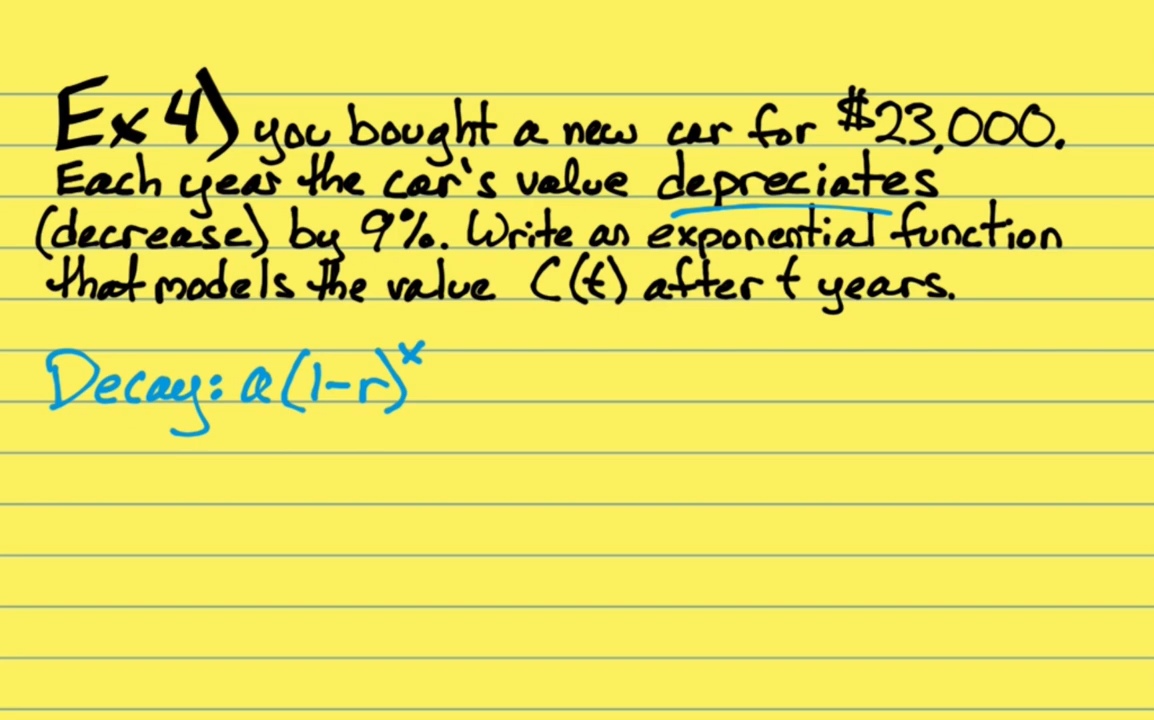 Ex 4) you bought a new car for $23,000.
Each year the car's value depreciates
(decrease) by 9%. Write an exponential function
that models the value C(t) after t years.
Decay: a(1-r)^x